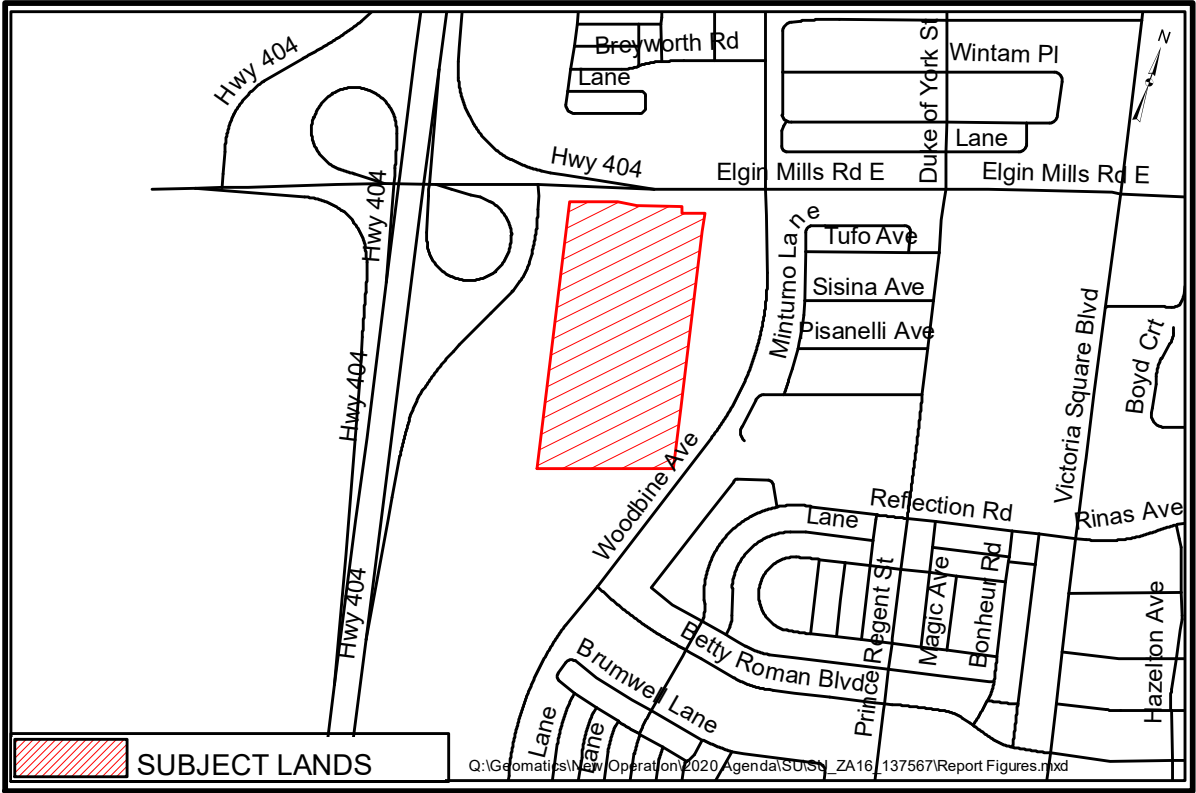 Hwy 404
Breyworth Rd
Lane
Duke of York St
Wintam Pl
N
Lane
Hwy 404
Elgin Mills Rd E
Elgin Mills Rd E
Hwy 404
Minturno Lane
Tufo Ave
Sisina Ave
Pisanelli Ave
Victoria Square Blvd
Boyd Crt
Hwy 404
Woodbine Ave
Reflection Rd
Rinas Ave
Lane
Hwy 404
Prince Regent St
Magic Ave
Bonheur Rd
Hazelton Ave
Betty Roman Blvd
Brumwell Lane
Lane
Lane
SUBJECT LANDS
Q:\Geomatics\New Operation\2020 Agenda\SU\SU_ZA16_137567\Report Figures.mxd